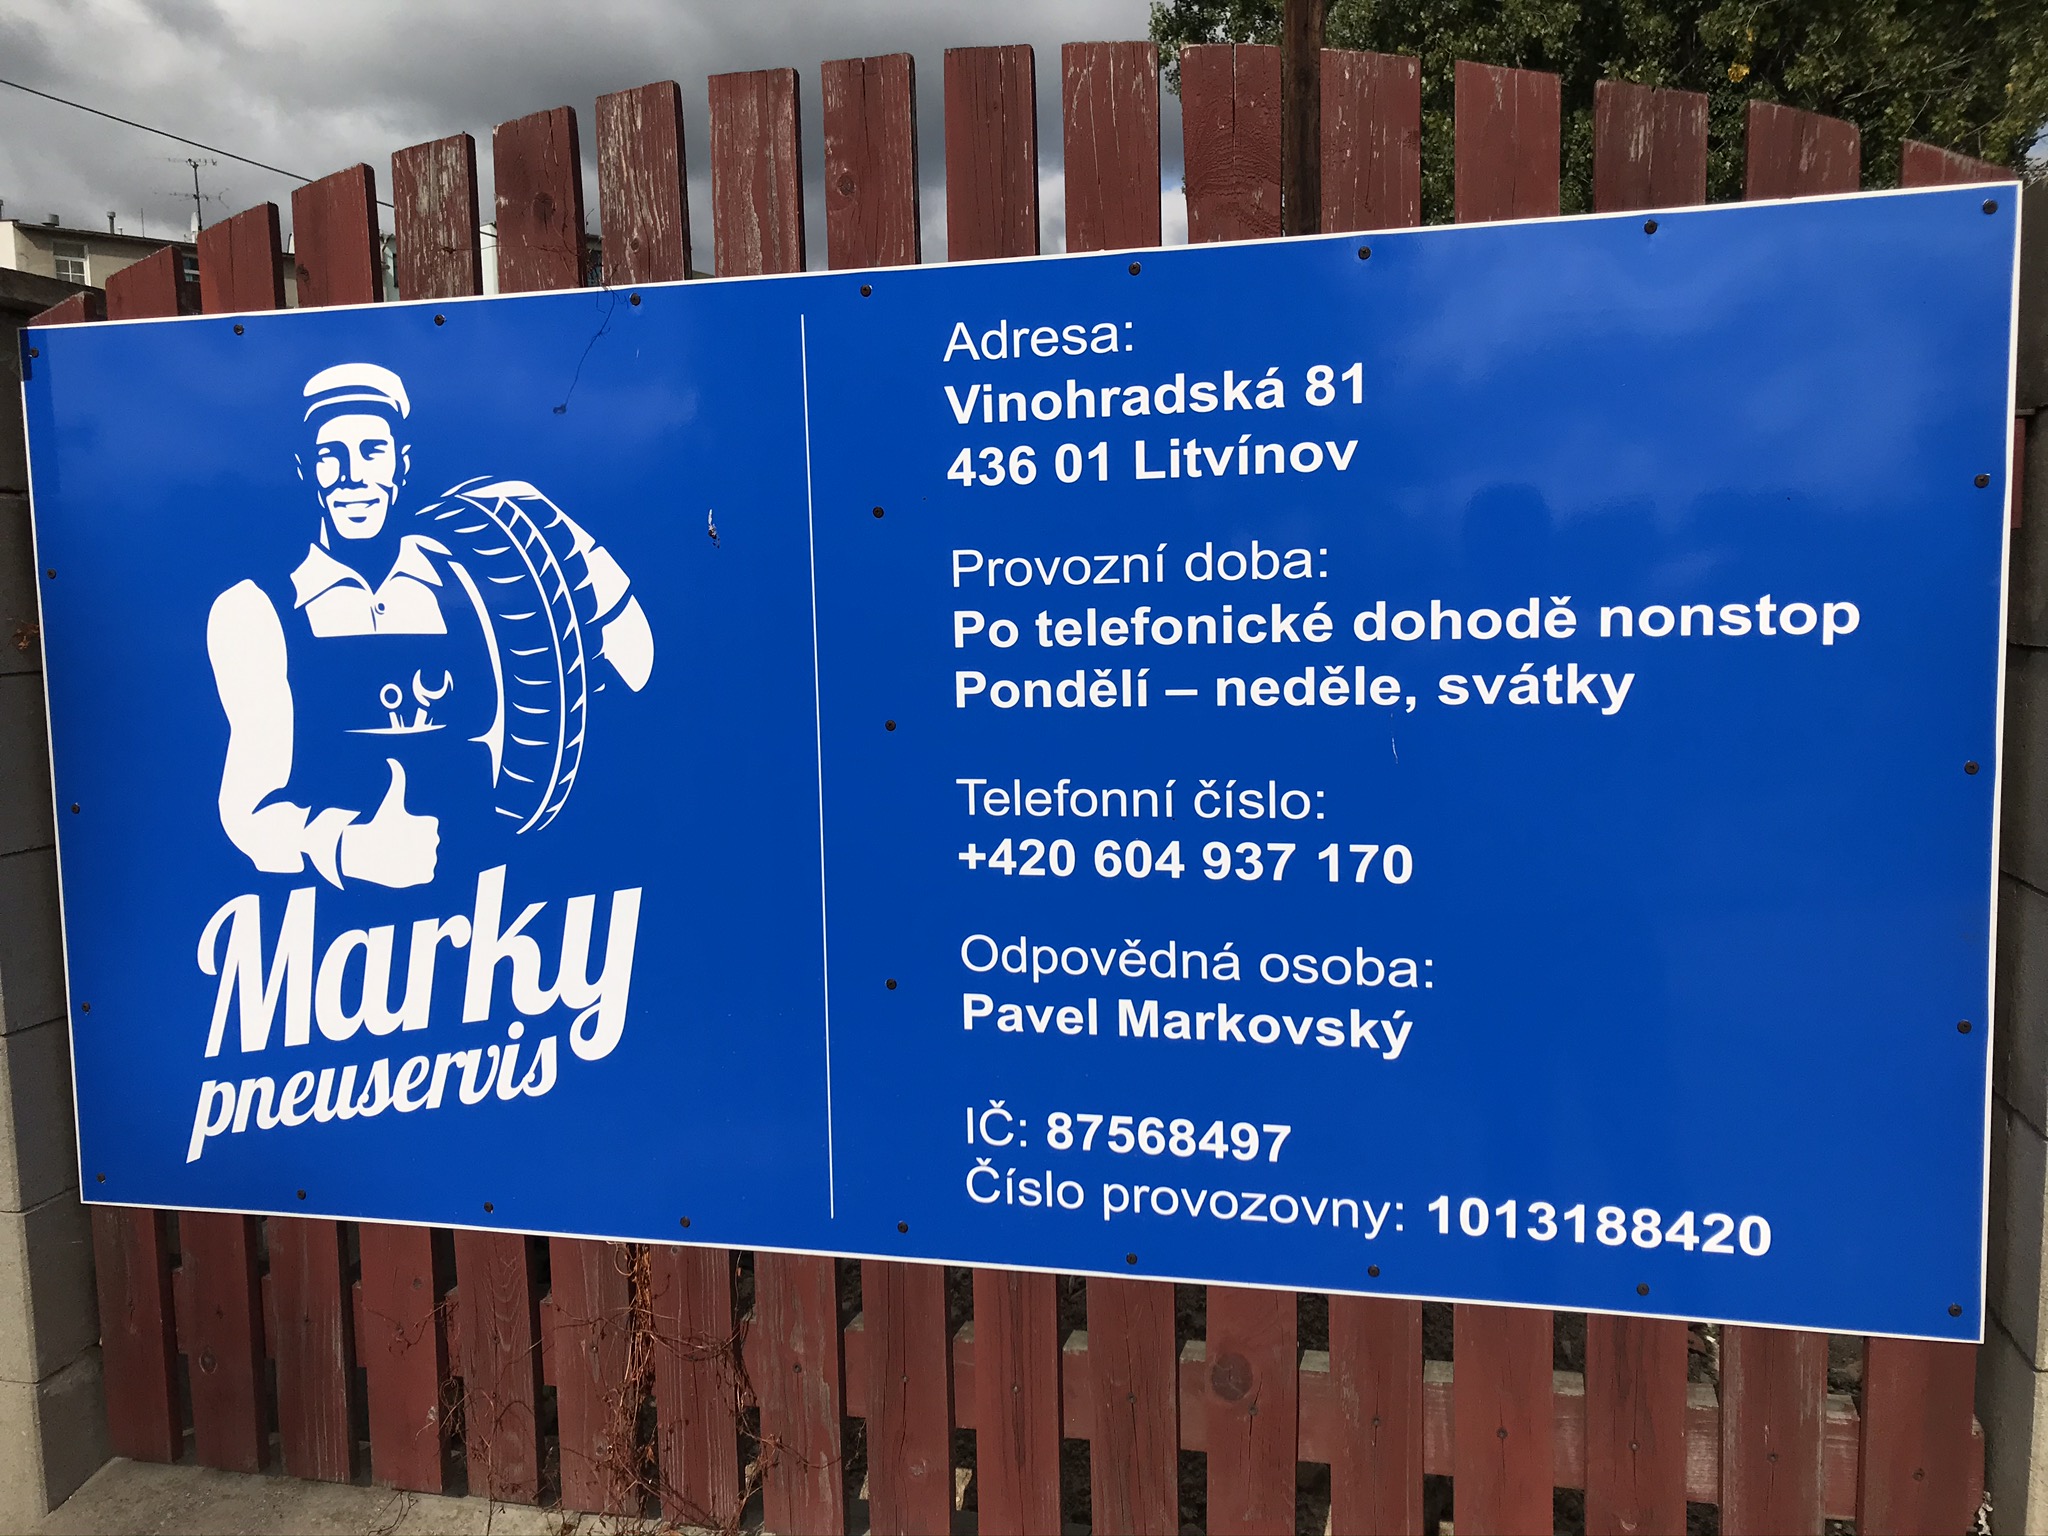 Marky
pneuservis
Adresa:
Vinohradská 81
436 01 Litvínov
Provozní doba:
Po telefonické dohodě nonstop
Pondělí – neděle, svátky
Telefonní číslo:
+420 604 937 170
Odpovědná osoba:
Pavel Markovský
IČ: 87568497
Číslo provozovny: 1013188420